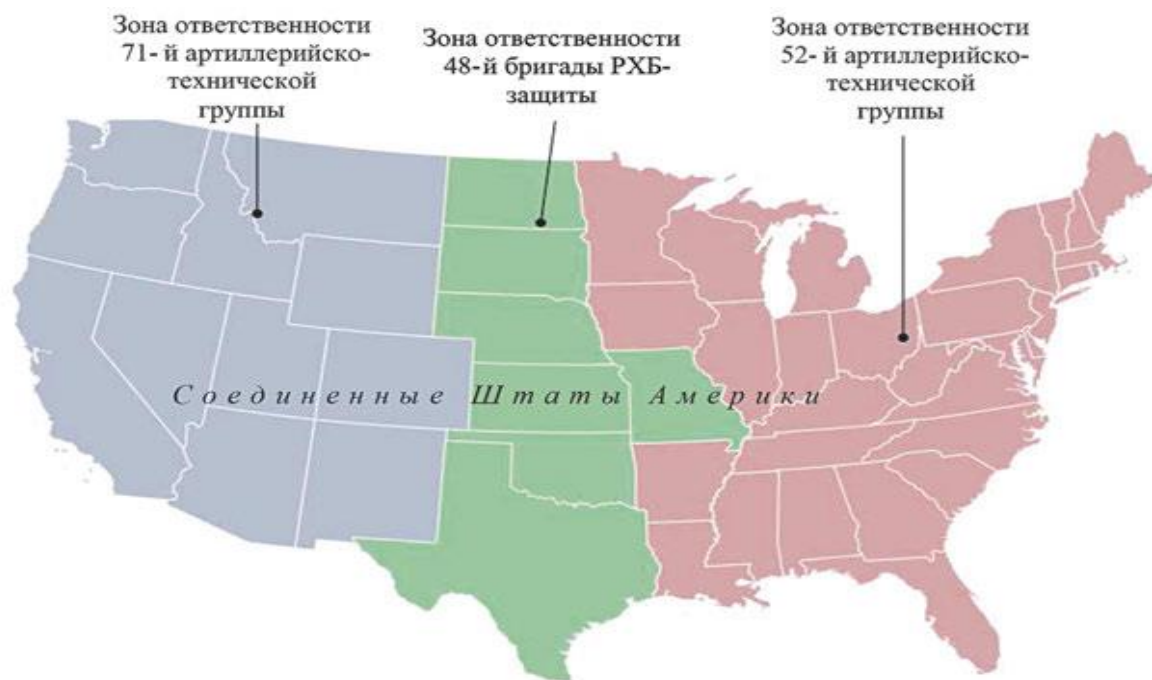 Зона ответственности
71- й артиллерийско-
технической
группы
Зона ответственности
48-й бригады РХБ-
защиты
Зона ответственности
52- й артиллерийско-
технической
группы
Соединенные Штаты Америки